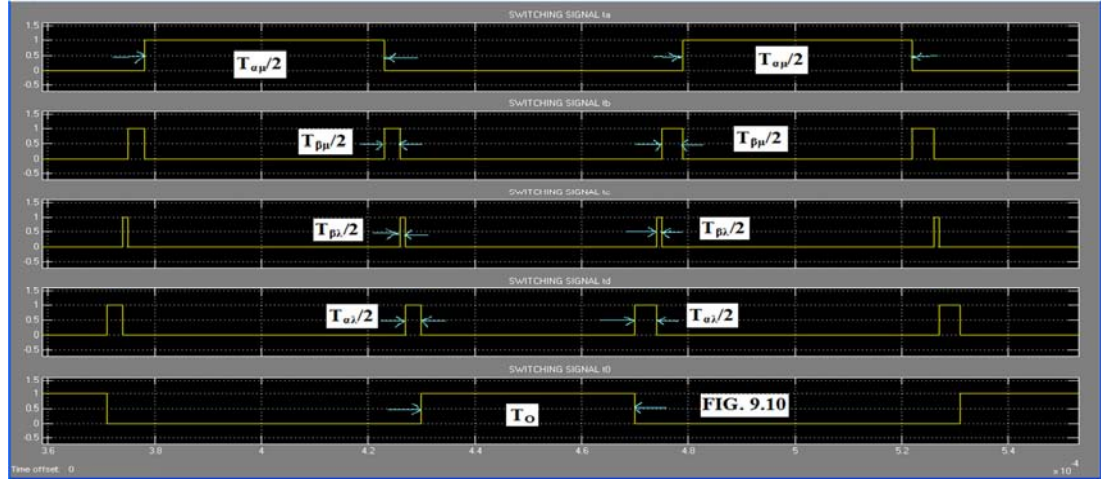 SWITCHING SIGNAL ta
1.5
1
0.5
0
-0.5
Tαμ/2
Tαμ/2
SWITCHING SIGNAL tb
1.5
1
0.5
0
-0.5
Tβμ/2
Tβμ/2
SWITCHING SIGNAL tc
1.5
1
0.5
0
-0.5
Tβλ/2
Tβλ/2
SWITCHING SIGNAL td
1.5
1
0.5
0
-0.5
Tαλ/2
Tαλ/2
SWITCHING SIGNAL t0
1.5
1
0.5
0
-0.5
TO
FIG. 9.10
3.6 3.8 4 4.2 4.4 4.6 4.8 5 5.2 5.4
Time offset: 0
x 10^-4